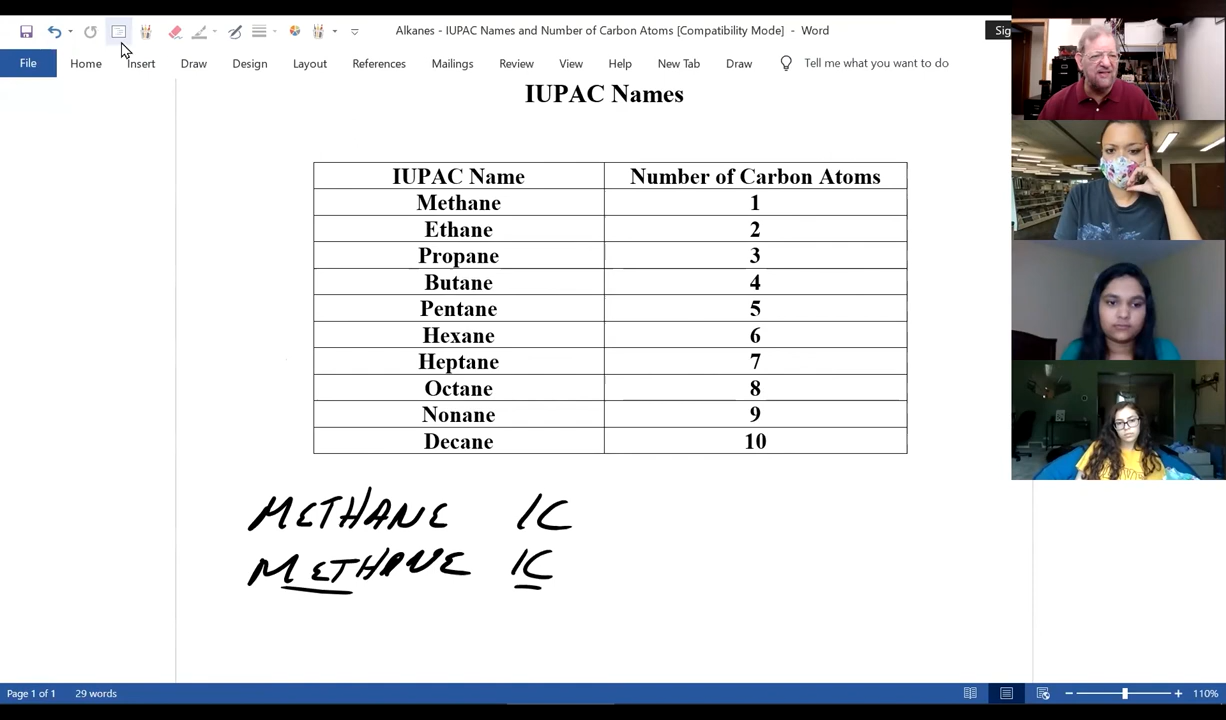 Alkanes - IUPAC Names and Number of Carbon Atoms [Compatibility Mode] - Word
File Home Insert Draw Design Layout References Mailings Review View Help New Tab Draw Tell me what you want to do
IUPAC Names
IUPAC Name Number of Carbon Atoms
Methane 1
Ethane 2
Propane 3
Butane 4
Pentane 5
Hexane 6
Heptane 7
Octane 8
Nonane 9
Decane 10
METHANE 1C
METHANE 1C
Page 1 of 1 29 words 110%